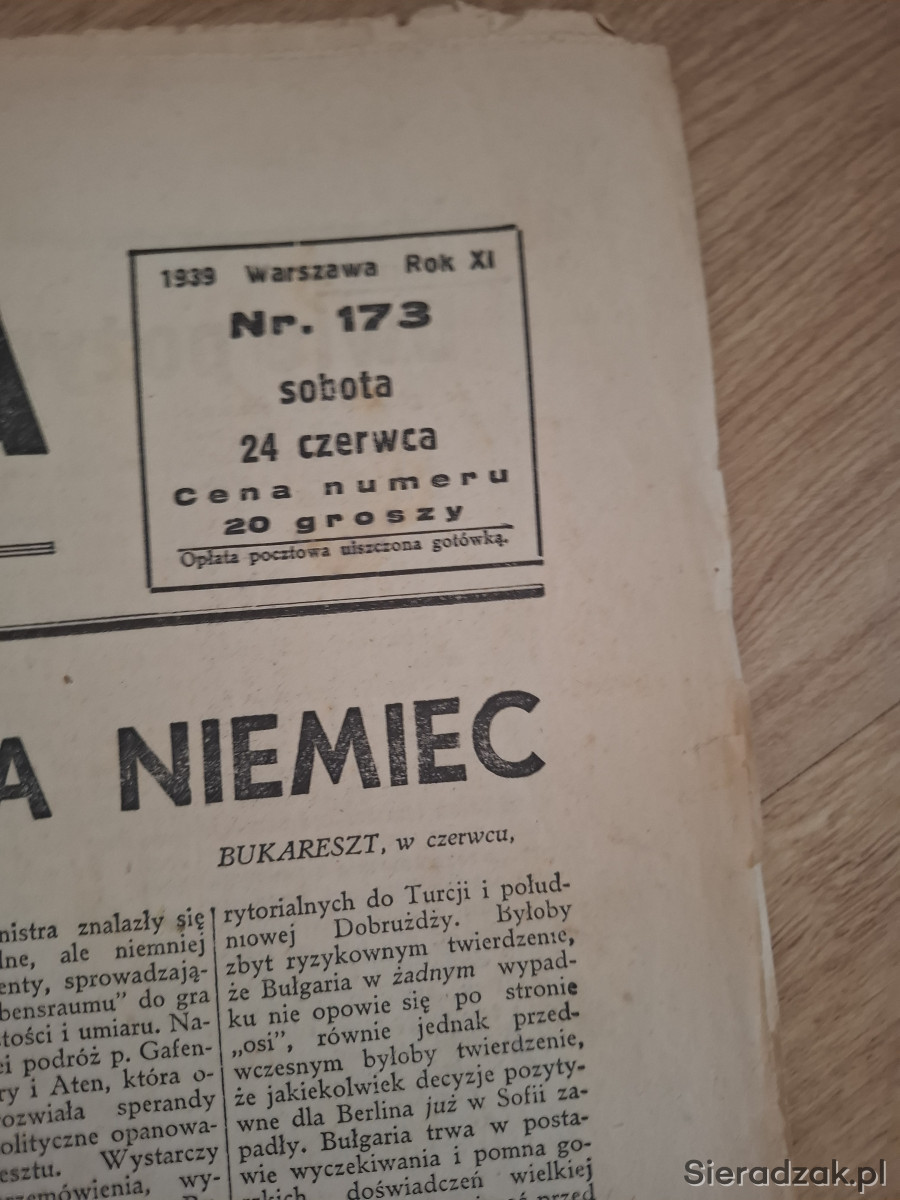 A
1939 Warszawa Rok XI
Nr. 173
sobota
24 czerwca
Cena numeru
20 groszy
Opłata pocztowa uiszczona gotówką.
A NIEMIEC
BUKARESZT, w czerwcu,
nistra znalazły się
lne, ale niemniej
enty, sprowadzają-
bensraumu” do gra
tości i umiaru. Na-
ei podróż p. Gafen-
ry i Aten, która o-
rozwiała sperandy
olityczne opanowa-
esztu. Wystarczy
rzemówienia, wy-
rytorialnych do Turcji i połud-
niowej Dobrużdży. Byłoby
zbyt ryzykownym twierdzenie,
że Bułgaria w żadnym wypad-
ku nie opowie się po stronie
„osi”, równie jednak przed-
wczesnym byłoby twierdzenie,
że jakiekolwiek decyzje pozyty-
wne dla Berlina już w Sofii za-
padły. Bułgaria trwa w posta-
wie wyczekiwania i pomna go-
doświadczeń wielkiej
przed
Sieradzak.pl